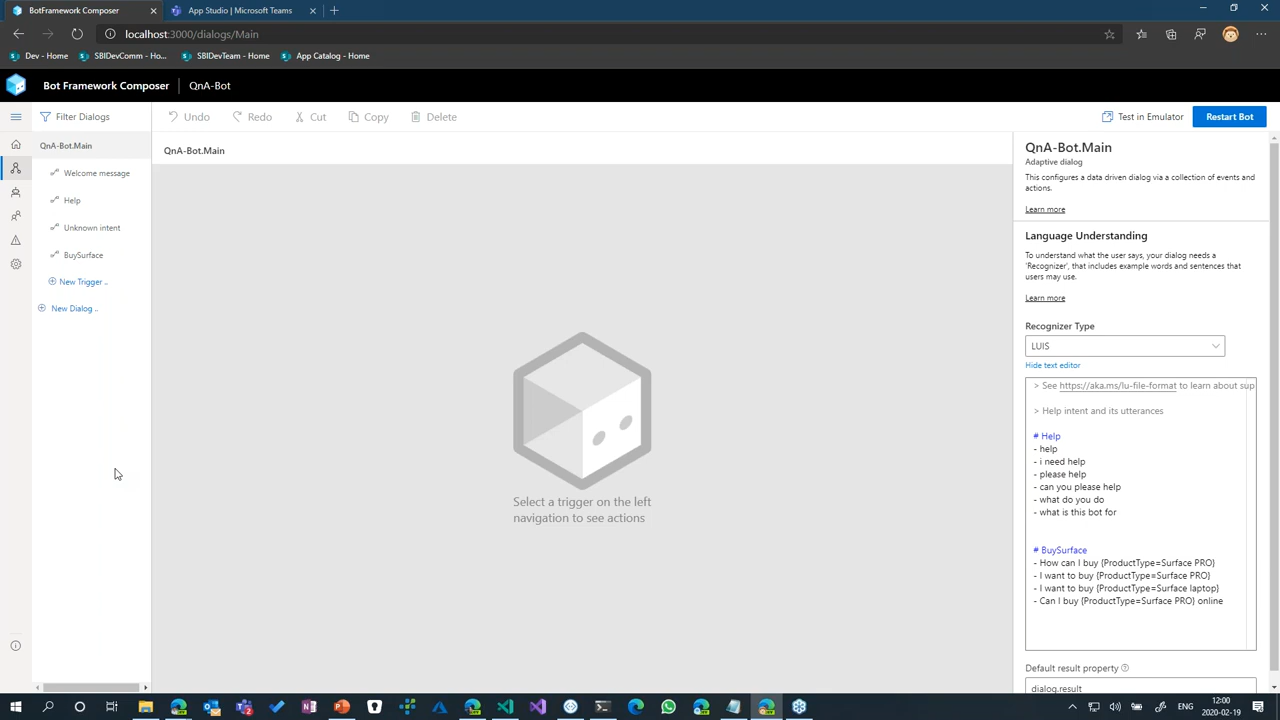 BotFramework Composer
App Studio | Microsoft Teams
localhost:3000/dialogs/Main
Dev - Home
SBIDevComm - Ho...
SBIDevTeam - Home
App Catalog - Home
Bot Framework Composer
QnA-Bot
Filter Dialogs
Undo
Redo
Cut
Copy
Delete
Test in Emulator
Restart Bot
QnA-Bot.Main
Welcome message
Help
Unknown intent
BuySurface
New Trigger ..
New Dialog ..
QnA-Bot.Main
Select a trigger on the left
navigation to see actions
QnA-Bot.Main
Adaptive dialog
This configures a data driven dialog via a collection of events and
actions.
Learn more
Language Understanding
To understand what the user says, your dialog needs a
'Recognizer', that includes example words and sentences that
users may use.
Learn more
Recognizer Type
LUIS
Hide text editor
> See https://aka.ms/lu-file-format to learn about sup
> Help intent and its utterances
# Help
- help
- i need help
- please help
- can you please help
- what do you do
- what is this bot for
# BuySurface
- How can I buy {ProductType=Surface PRO}
- I want to buy {ProductType=Surface PRO}
- I want to buy {ProductType=Surface laptop}
- Can I buy {ProductType=Surface PRO} online
Default result property
dialog.result
ENG
12:00
2020-02-19